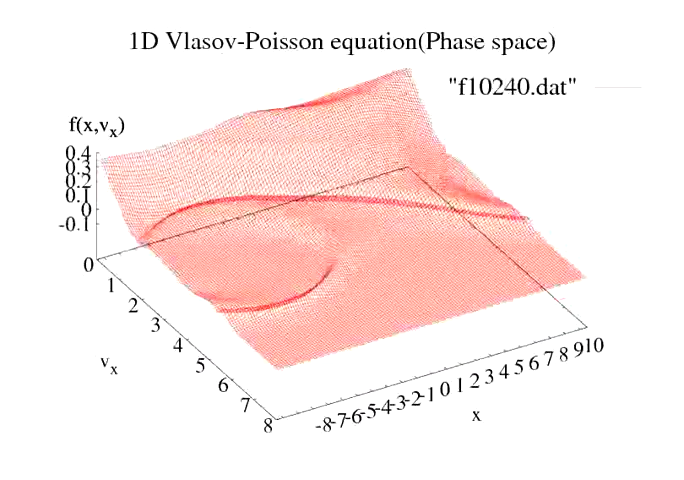 1D Vlasov-Poisson equation(Phase space)
"f10240.dat"
f(x,vx)
0.4
0.3
0.2
0.1
0
-0.1
0
1
2
3
4
5
6
7
8
vx
-8-7-6-5-4-3-2-1 0 1 2 3 4 5 6 7 8 910
x